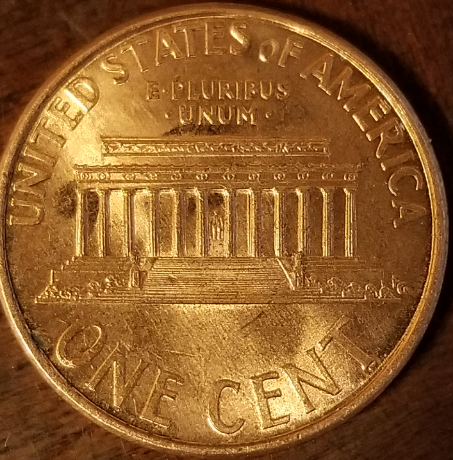 UNITED STATES OF AMERICA
E·PLURIBUS
·UNUM·
ONE CENT